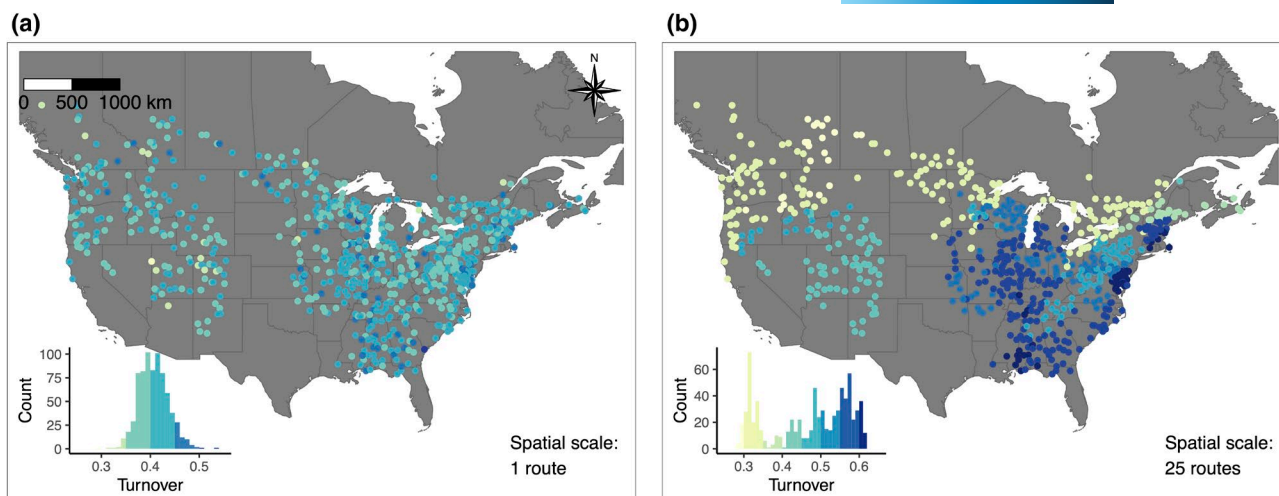 (a)
N
0 500 1000 km
100
75
50
25
0
Count
0.3 0.4 0.5
Turnover
Spatial scale:
1 route
(b)
60
40
20
0
Count
0.3 0.4 0.5 0.6
Turnover
Spatial scale:
25 routes